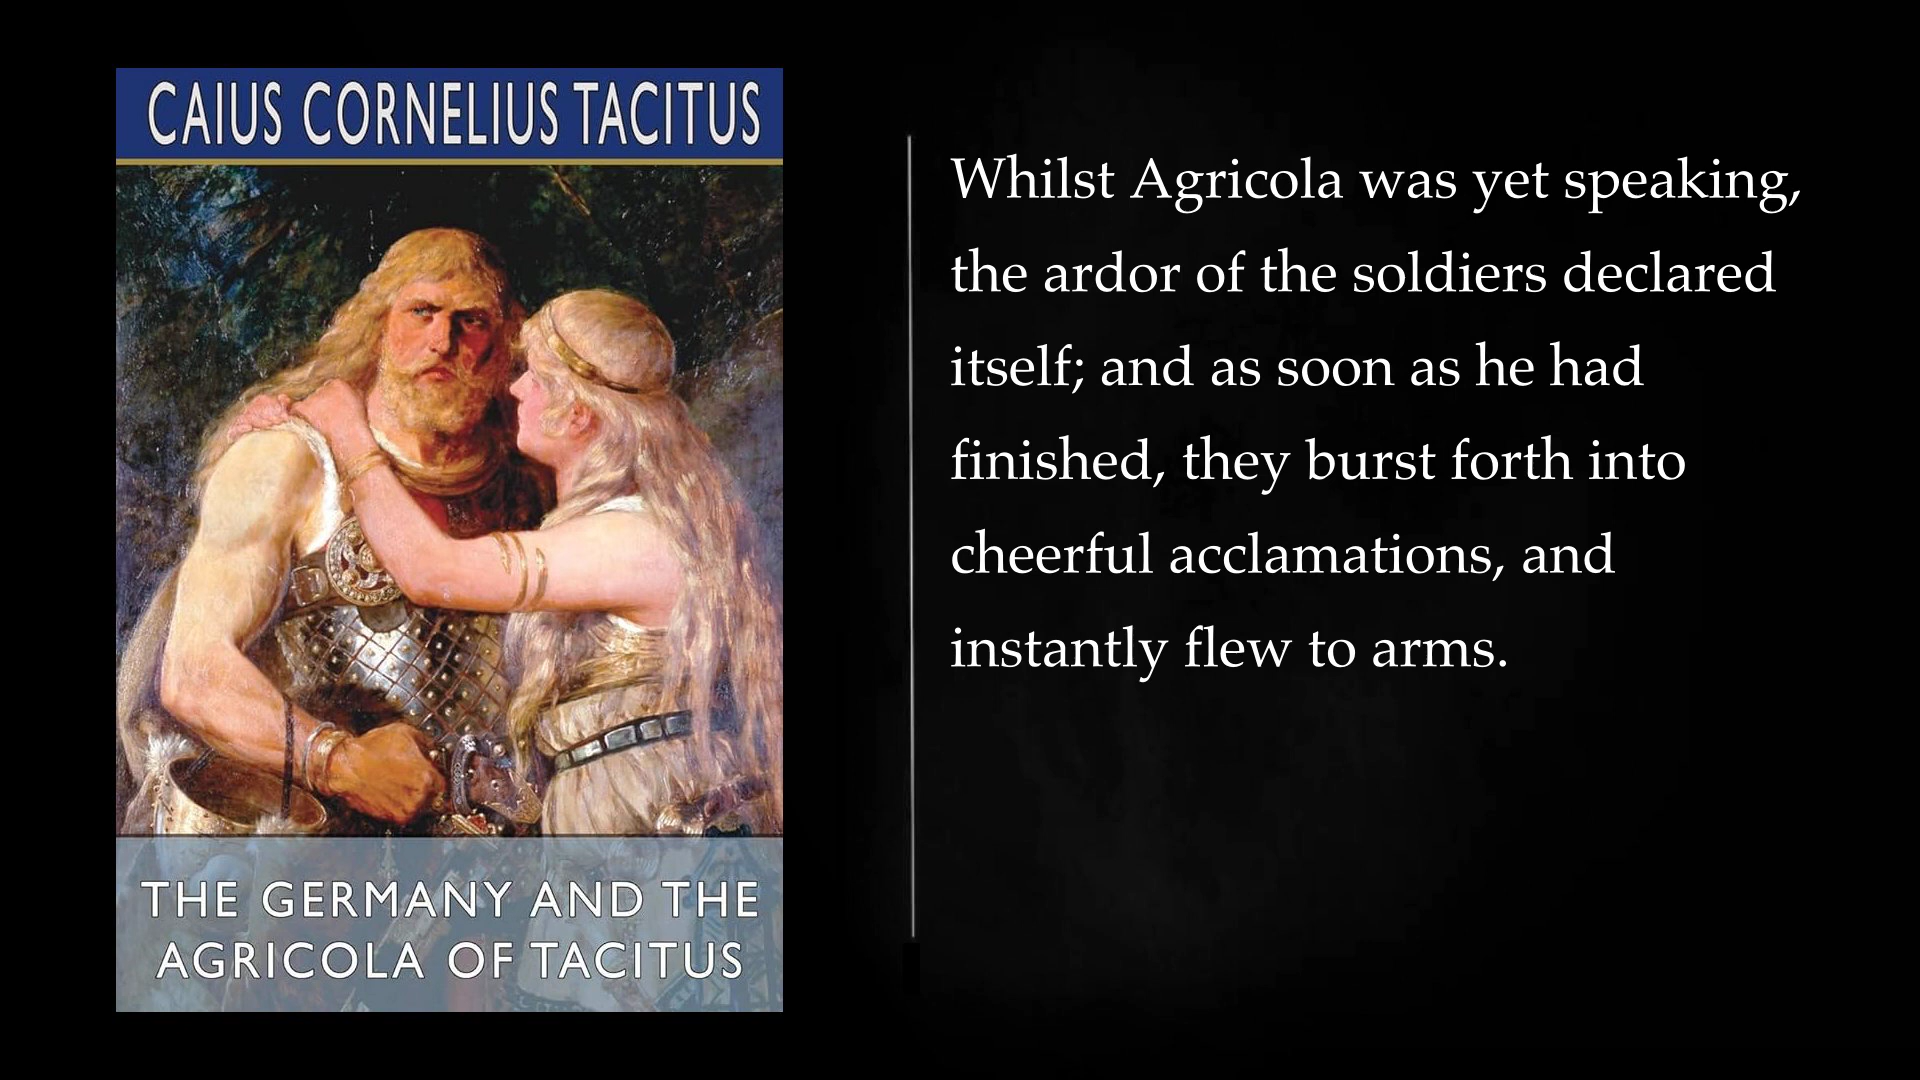 CAIUS CORNELIUS TACITUS
THE GERMANY AND THE
AGRICOLA OF TACITUS
Whilst Agricola was yet speaking,
the ardor of the soldiers declared
itself; and as soon as he had
finished, they burst forth into
cheerful acclamations, and
instantly flew to arms.